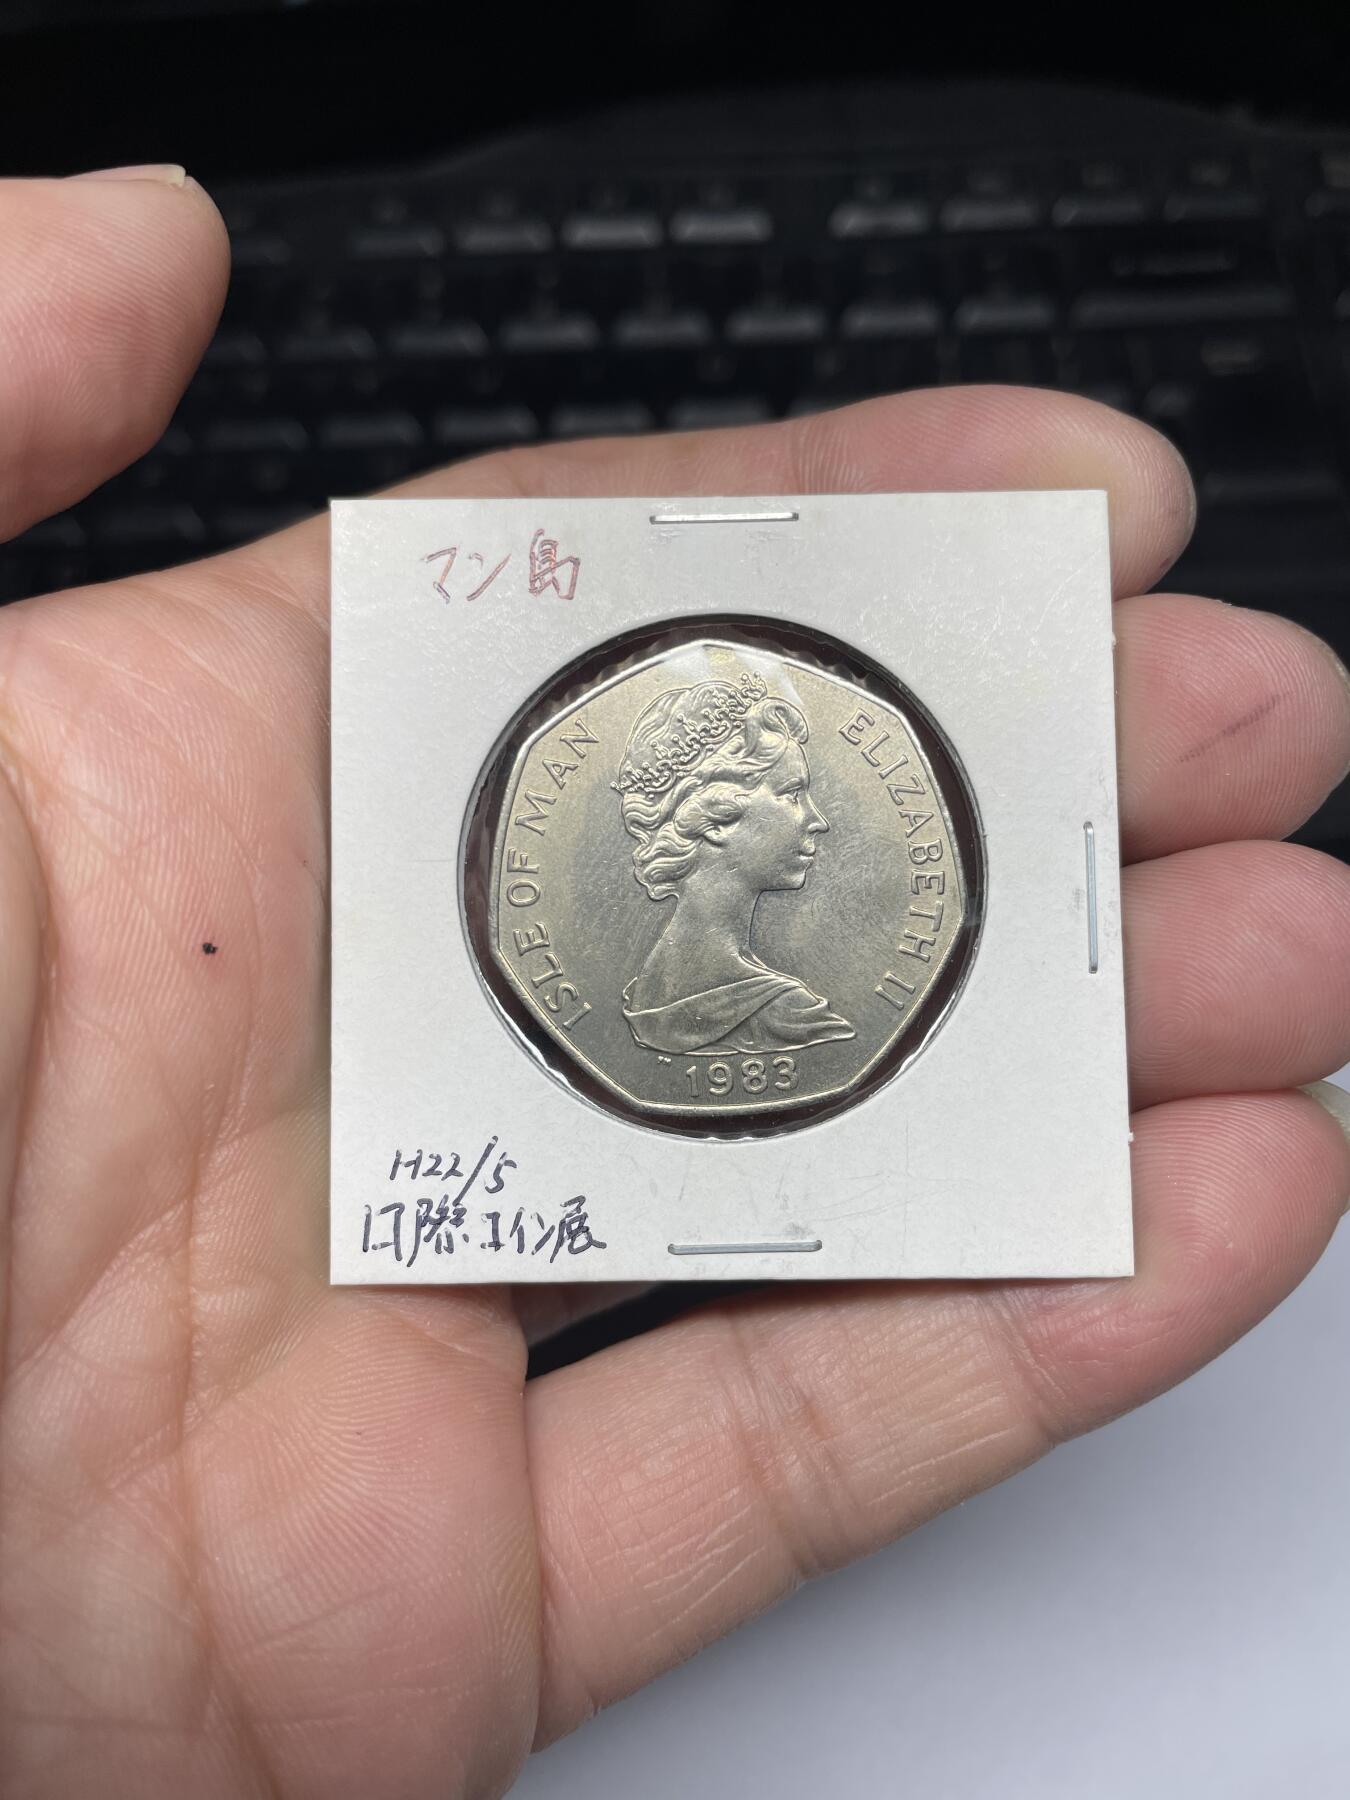 マン島
ISLE OF MAN
ELIZABETH II
1983
H22/5
国際コイン展